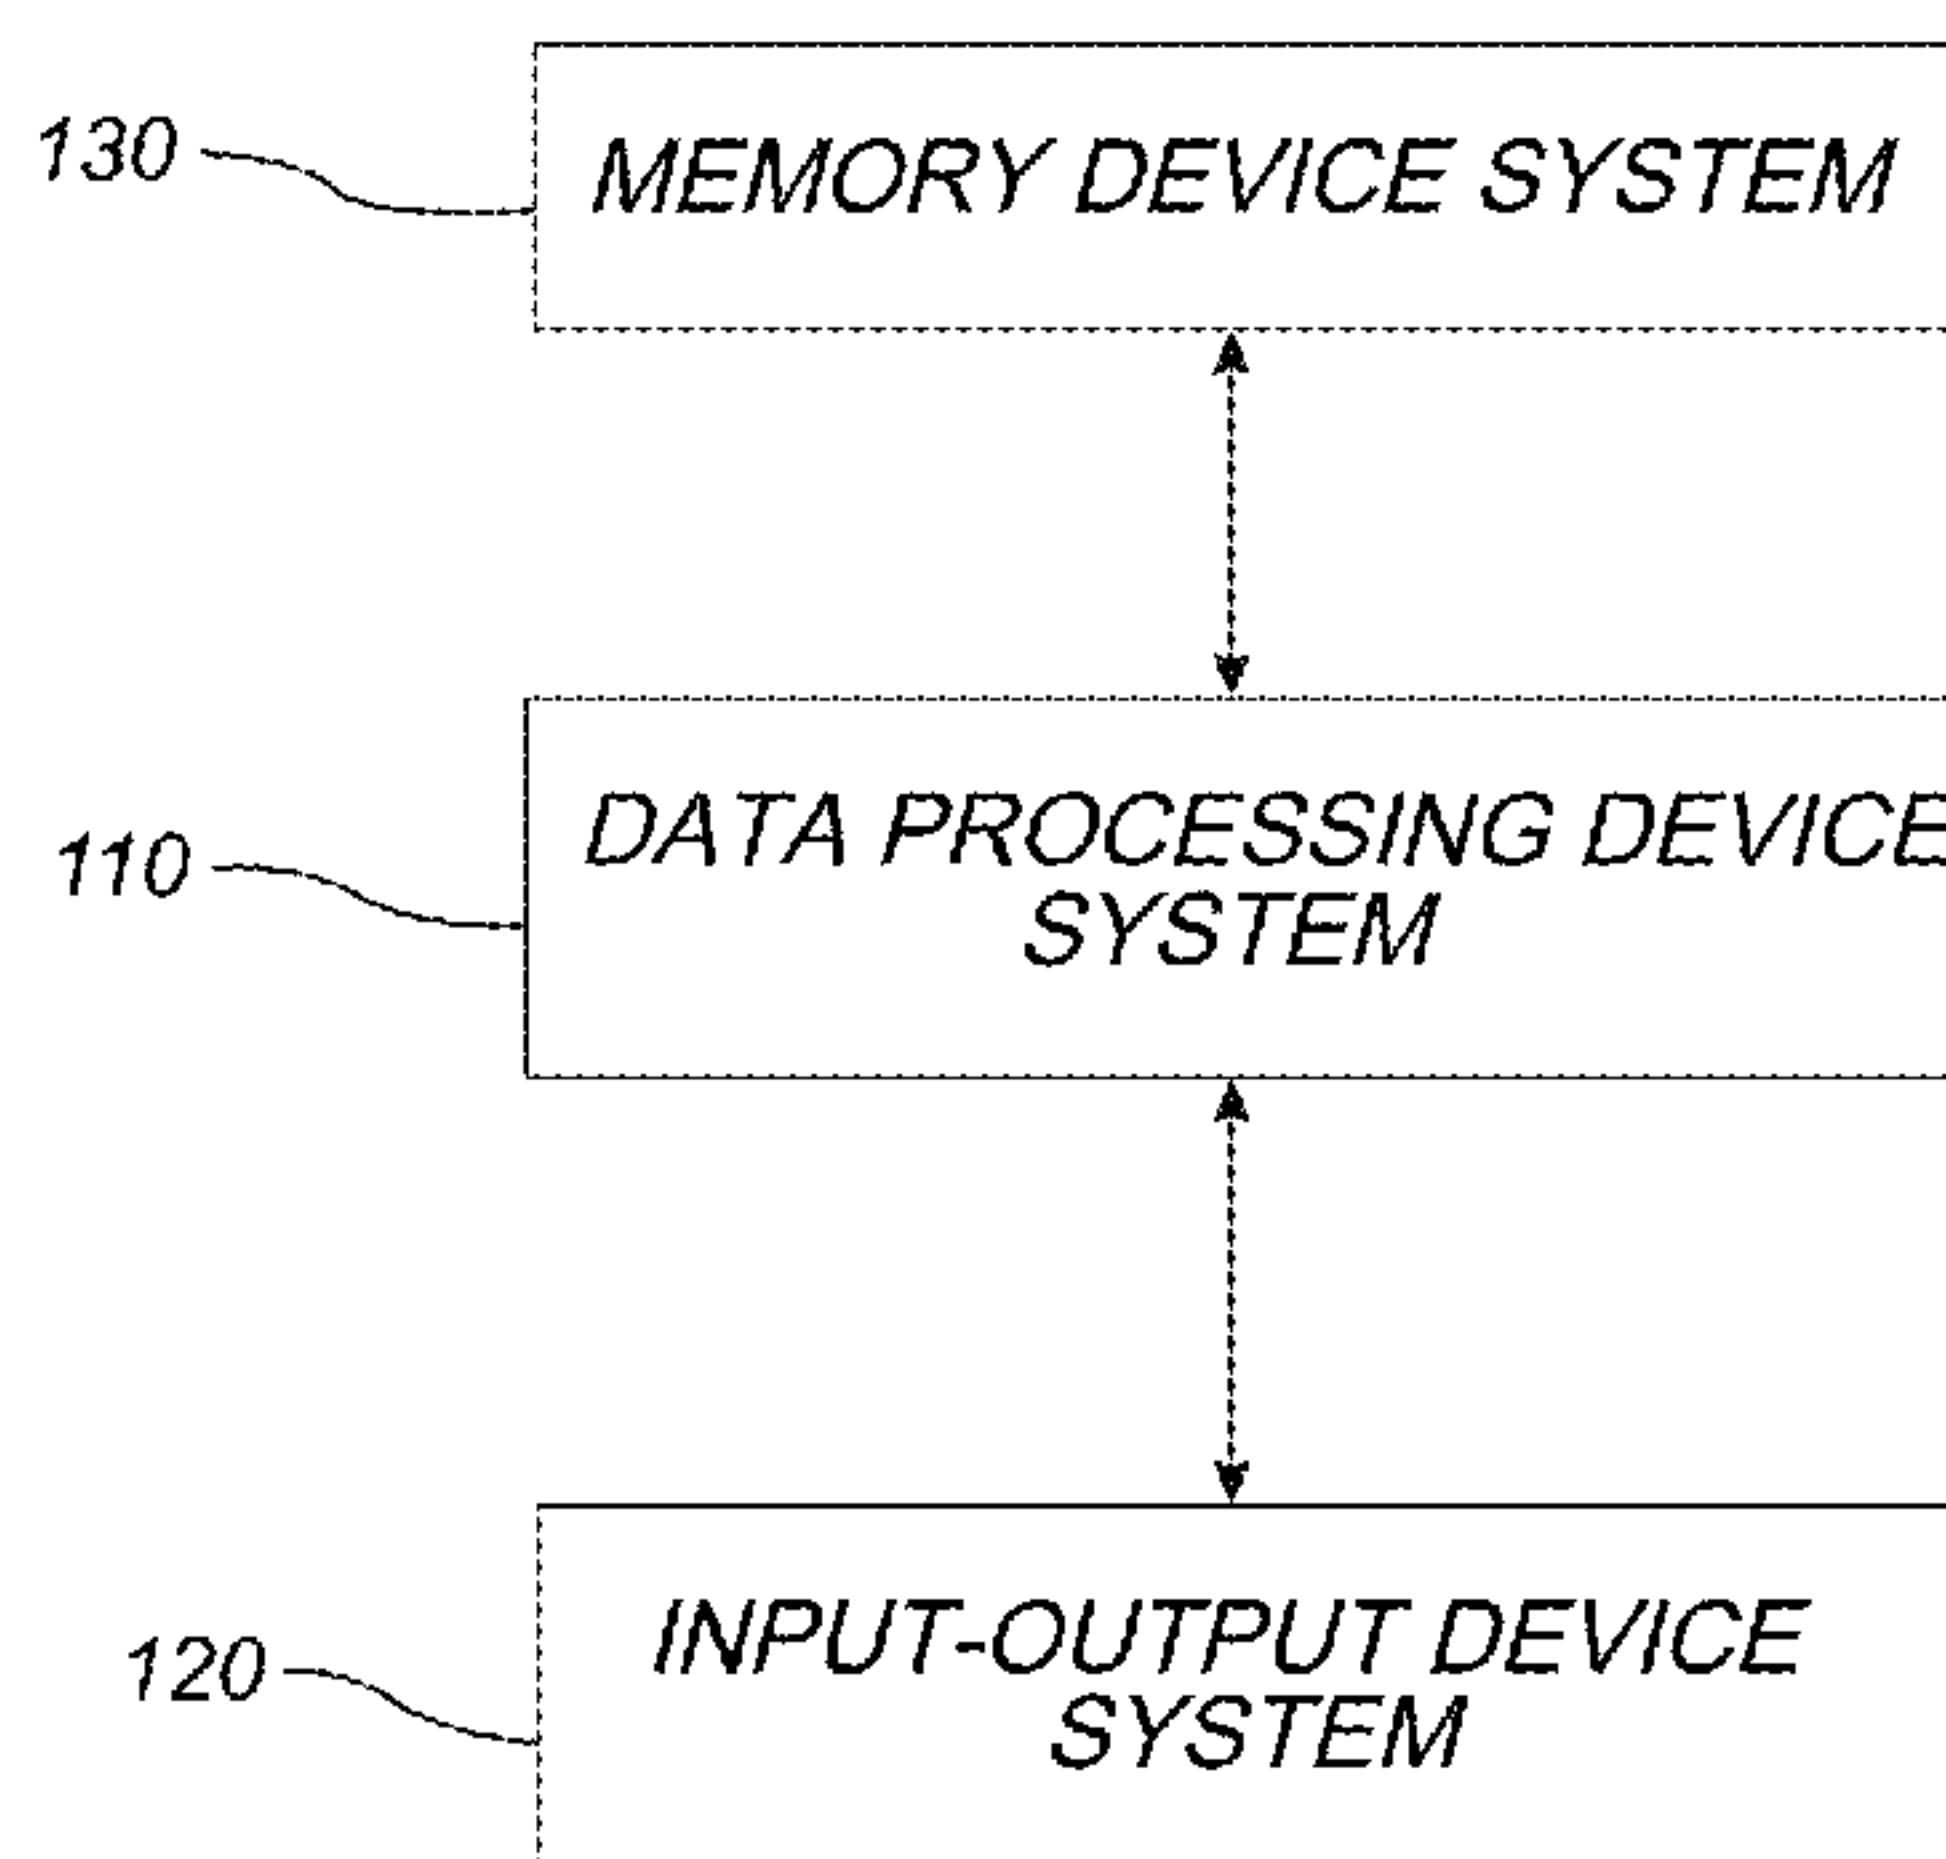 130
MEMORY DEVICE SYSTEM
110
DATA PROCESSING DEVICE
SYSTEM
120
INPUT-OUTPUT DEVICE
SYSTEM